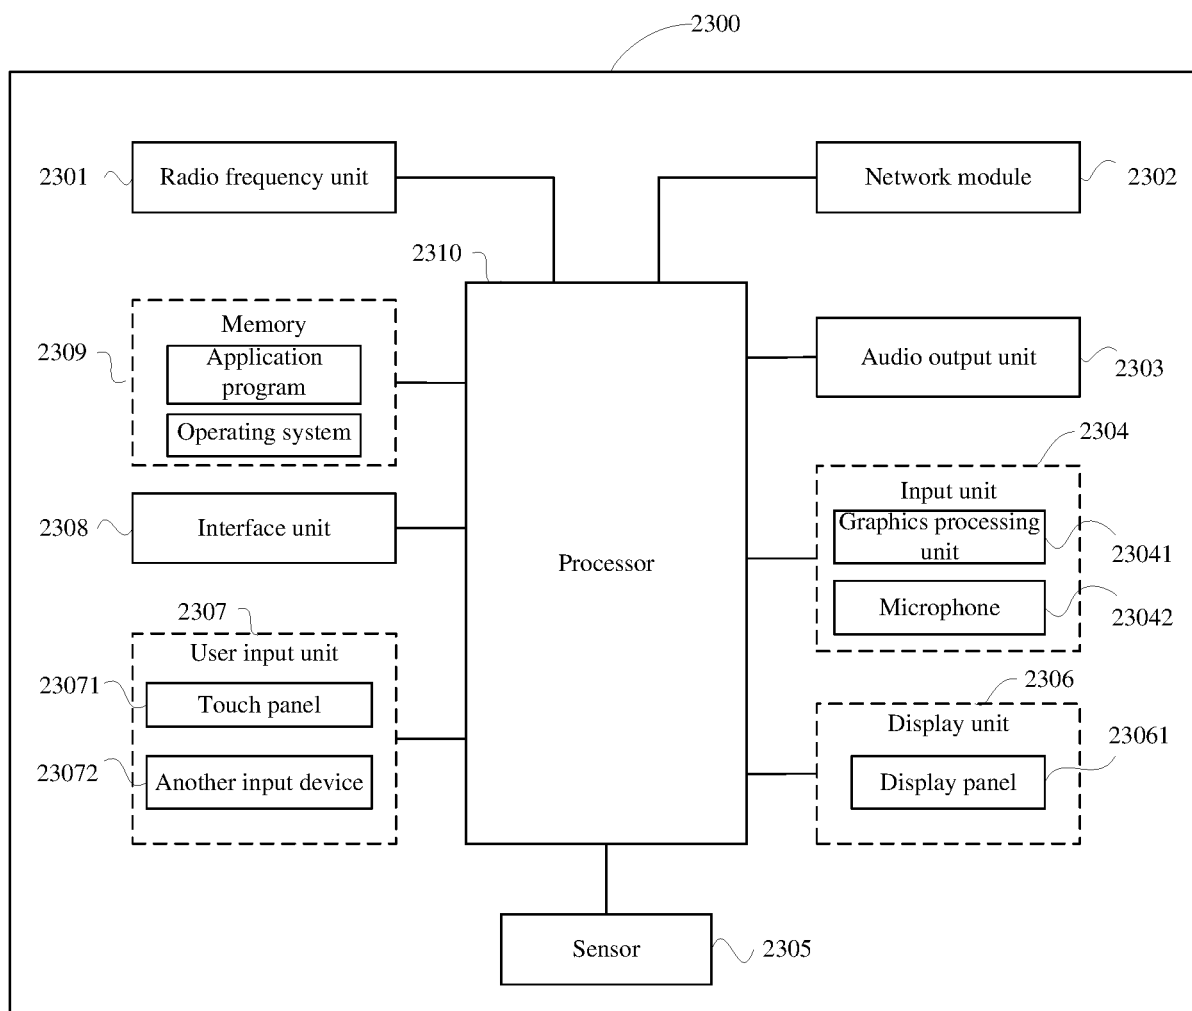 2300
2301
Radio frequency unit
Network module
2302
2310
2309
Memory
Application
program
Operating system
Audio output unit
2303
2304
Input unit
Graphics processing
unit
23041
Microphone
23042
2308
Interface unit
Processor
2307
User input unit
23071
Touch panel
23072
Another input device
2306
Display unit
23061
Display panel
Sensor
2305